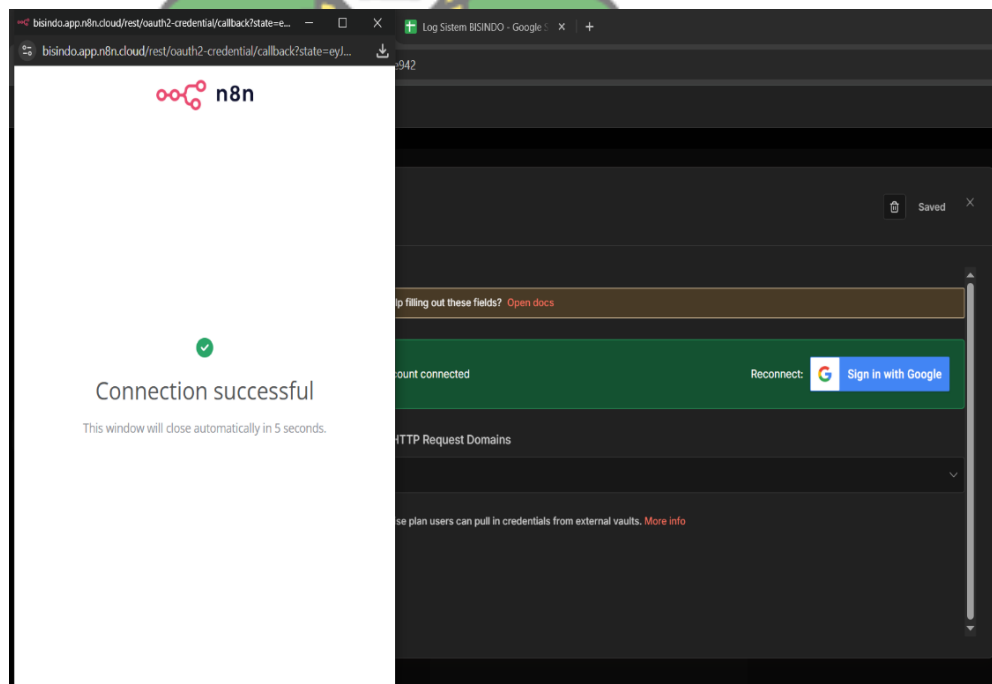 bisindo.app.n8n.cloud/rest/oauth2-credential/callback?state=e...
Log Sistem BISINDO - Google S
bisindo.app.n8n.cloud/rest/oauth2-credential/callback?state=eyJ...
e942
n8n
Saved
lp filling out these fields? Open docs
count connected
Reconnect:
Sign in with Google
Connection successful
This window will close automatically in 5 seconds.
HTTP Request Domains
se plan users can pull in credentials from external vaults. More info